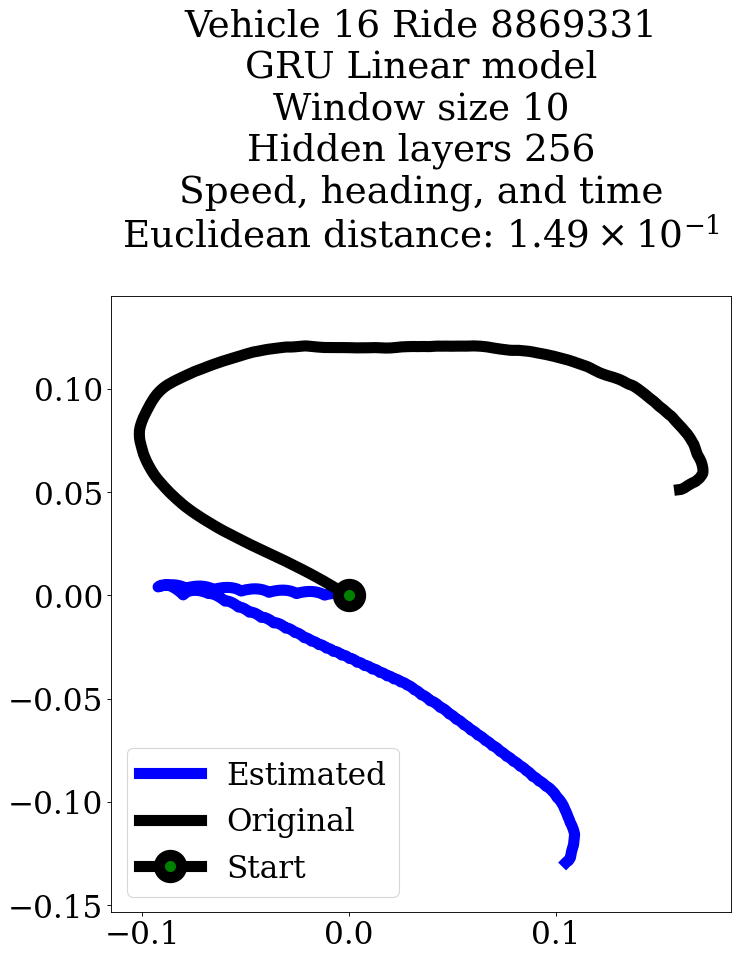 Vehicle 16 Ride 8869331
GRU Linear model
Window size 10
Hidden layers 256
Speed, heading, and time
Euclidean distance: 1.49 × 10⁻¹
0.10
0.05
0.00
−0.05
−0.10
−0.15
Estimated
Original
Start
−0.1
0.0
0.1